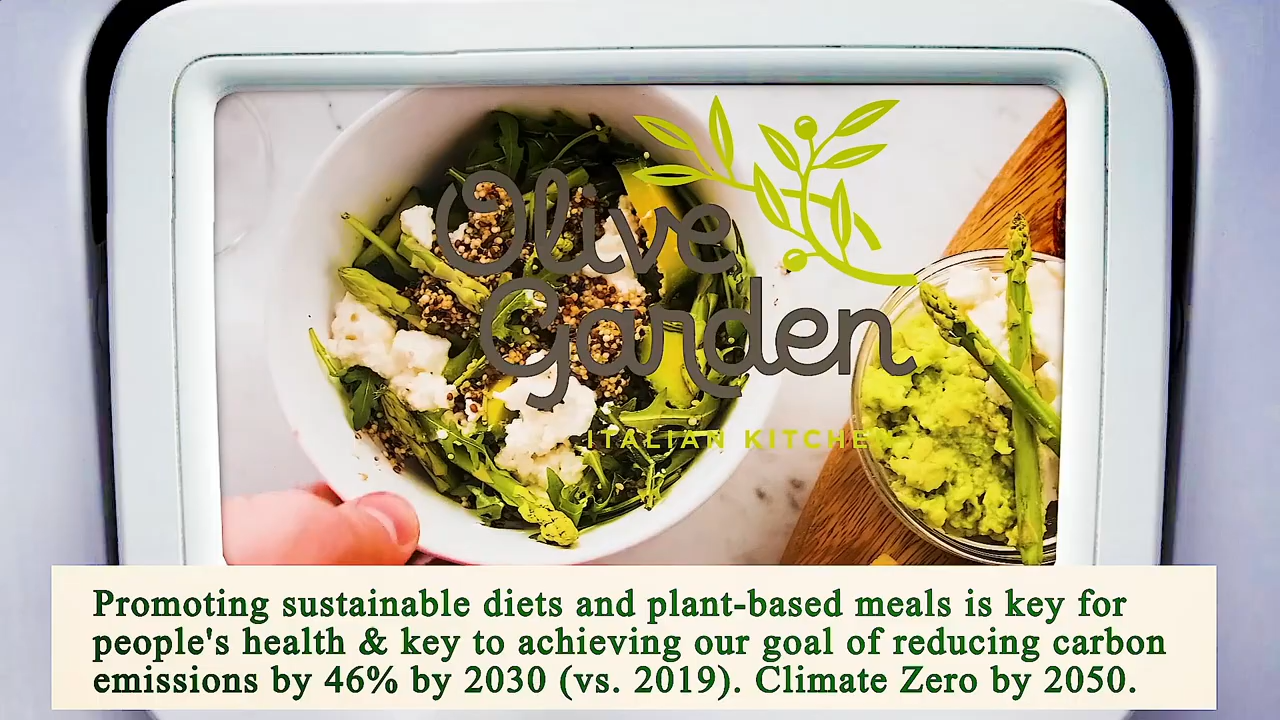 Olive
Garden
ITALIAN KITCHEN
Promoting sustainable diets and plant-based meals is key for
people's health & key to achieving our goal of reducing carbon
emissions by 46% by 2030 (vs. 2019). Climate Zero by 2050.